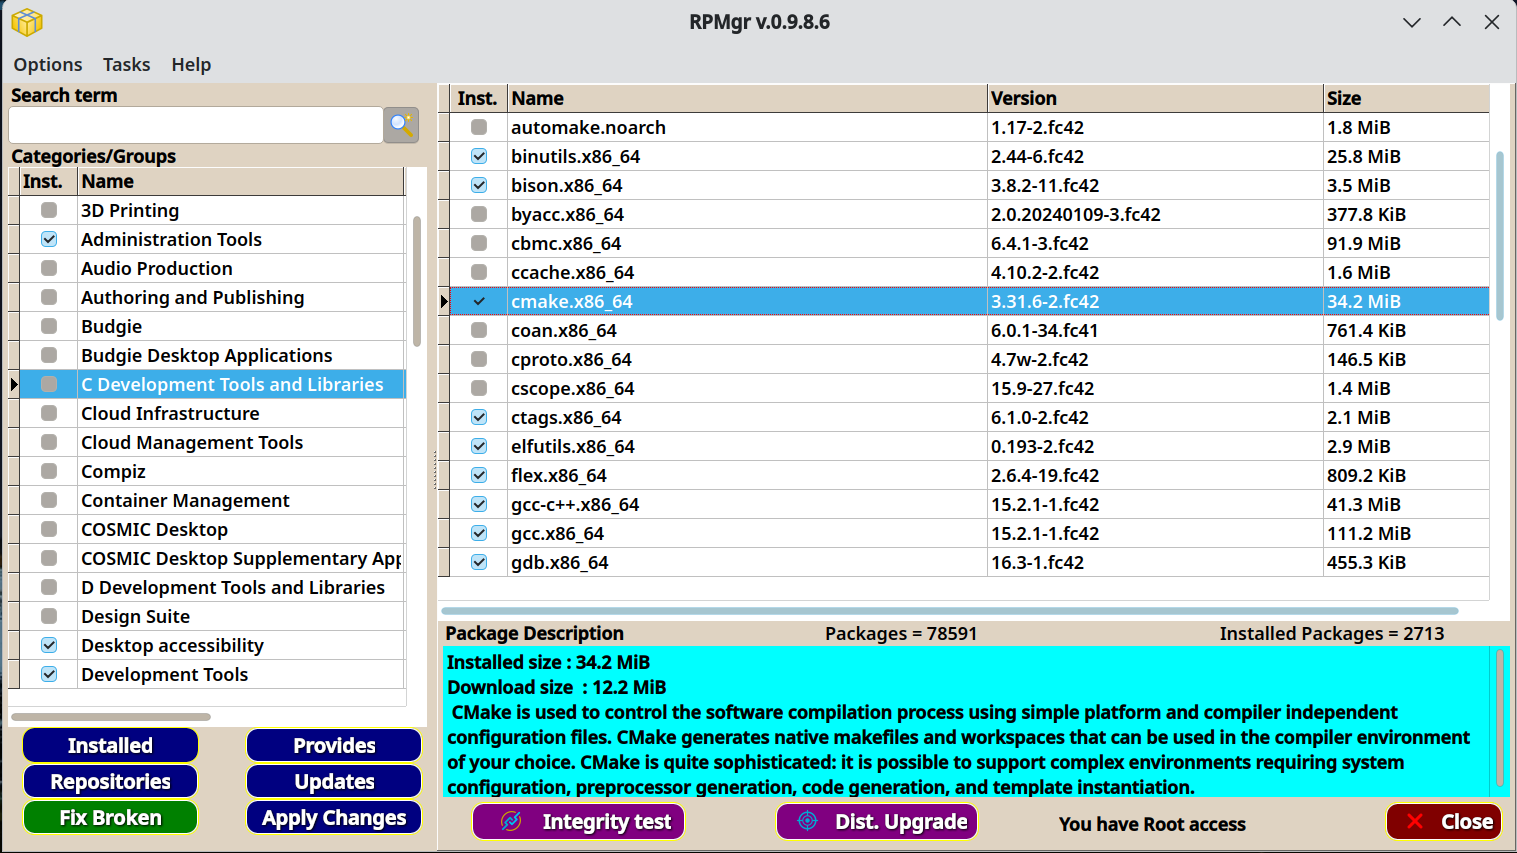 RPMgr v.0.9.8.6
Options Tasks Help
Search term
Categories/Groups
Inst. Name
3D Printing
Administration Tools
Audio Production
Authoring and Publishing
Budgie
Budgie Desktop Applications
C Development Tools and Libraries
Cloud Infrastructure
Cloud Management Tools
Compiz
Container Management
COSMIC Desktop
COSMIC Desktop Supplementary App
D Development Tools and Libraries
Design Suite
Desktop accessibility
Development Tools
Installed Provides
Repositories Updates
Fix Broken Apply Changes
Inst. Name Version Size
automake.noarch 1.17-2.fc42 1.8 MiB
binutils.x86_64 2.44-6.fc42 25.8 MiB
bison.x86_64 3.8.2-11.fc42 3.5 MiB
byacc.x86_64 2.0.20240109-3.fc42 377.8 KiB
cbmc.x86_64 6.4.1-3.fc42 91.9 MiB
ccache.x86_64 4.10.2-2.fc42 1.6 MiB
cmake.x86_64 3.31.6-2.fc42 34.2 MiB
coan.x86_64 6.0.1-34.fc41 761.4 KiB
cproto.x86_64 4.7w-2.fc42 146.5 KiB
cscope.x86_64 15.9-27.fc42 1.4 MiB
ctags.x86_64 6.1.0-2.fc42 2.1 MiB
elfutils.x86_64 0.193-2.fc42 2.9 MiB
flex.x86_64 2.6.4-19.fc42 809.2 KiB
gcc-c++.x86_64 15.2.1-1.fc42 41.3 MiB
gcc.x86_64 15.2.1-1.fc42 111.2 MiB
gdb.x86_64 16.3-1.fc42 455.3 KiB
Package Description Packages = 78591 Installed Packages = 2713
Installed size : 34.2 MiB
Download size : 12.2 MiB
CMake is used to control the software compilation process using simple platform and compiler independent
configuration files. CMake generates native makefiles and workspaces that can be used in the compiler environment
of your choice. CMake is quite sophisticated: it is possible to support complex environments requiring system
configuration, preprocessor generation, code generation, and template instantiation.
Integrity test Dist. Upgrade You have Root access Close